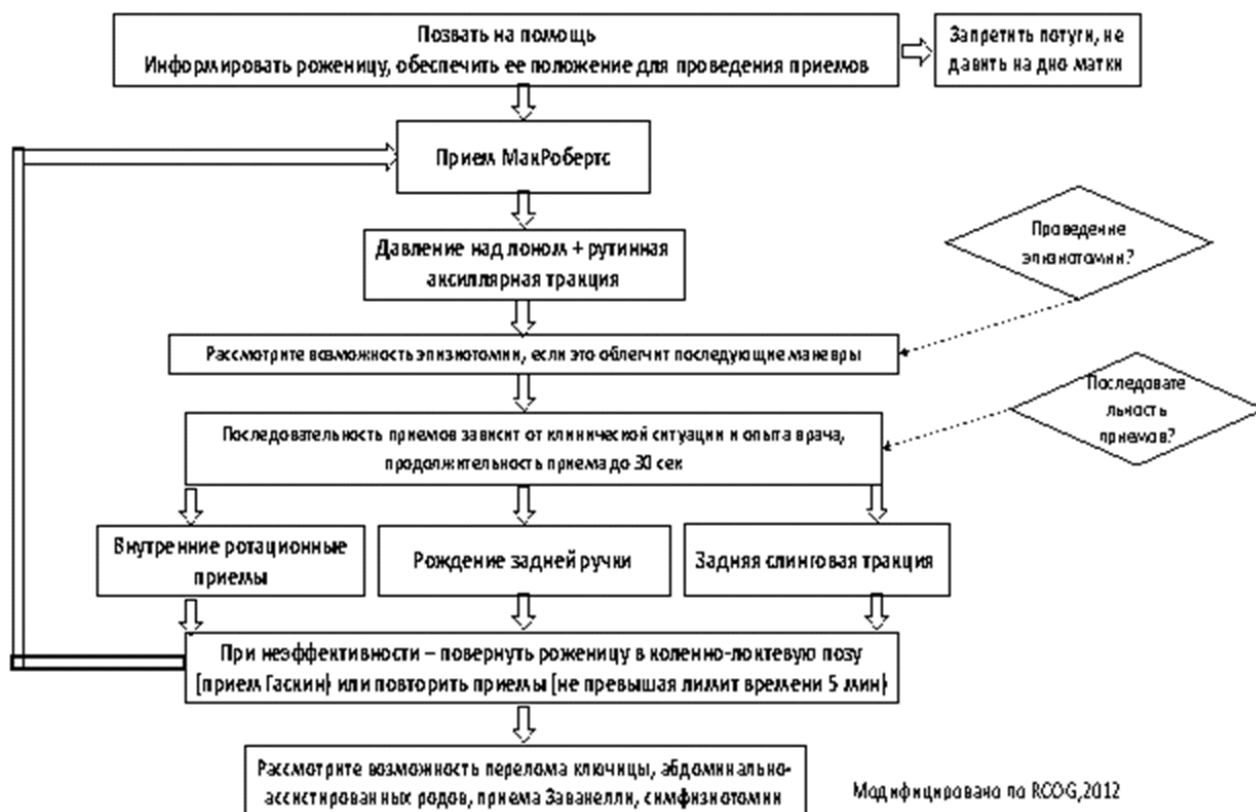 Позвать на помощь
Информировать роженицу, обеспечить ее положение для проведения приемов
Запретить потуги, не
давить на дно матки
Прием МакРобертс
Давление над лоном + рутинная
аксиллярная тракция
Проведение
эпизиотомии?
Рассмотрите возможность эпизиотомии, если это облегчит последующие маневры
Последовате
льность
приемов?
Последовательность приемов зависит от клинической ситуации и опыта врача,
продолжительность приема до 30 сек
Внутренние ротационные
приемы
Рождение задней ручки
Задняя слинговая тракция
При неэффективности – повернуть роженицу в коленно-локтевую позу
(прием Гаскин) или повторить приемы (не превышая лимит времени 5 мин)
Рассмотрите возможность перелома ключицы, абдоминально-
ассистированных родов, приема Заванелли, симфизиотомии
Модифицировано по RCOG,2012